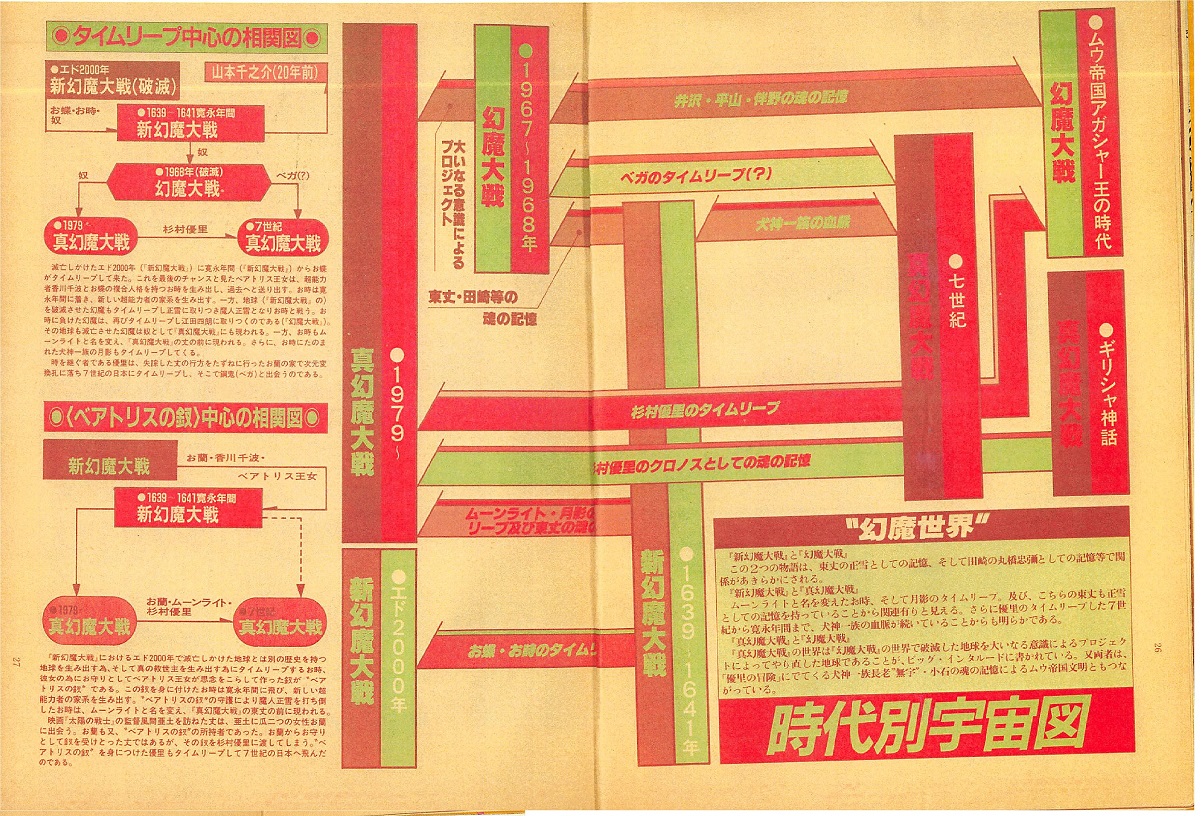 ●タイムリープ中心の相関図●
●エド2000年
新幻魔大戦(破滅)
山本千之介(20年前)
お蝶・お時・
奴
●1639−1641寛永年間
新幻魔大戦
奴
●1968年(破滅)
幻魔大戦
奴
ベガ(?)
●1979
真幻魔大戦
杉村優里
●7世紀
真幻魔大戦
滅亡しかけたエド2000年(『新幻魔大戦』)に寛永年間(『新幻魔大戦』)からお蝶
がタイムリープして来た。これを最後のチャンスと見たベアトリス王女は、超能力
者香川千波とお蝶の複合人格を持つお時を生み出し、過去へと送り出す。お時は寛
永年間に着き、新しい超能力者の家系を生み出す。一方、地球(『新幻魔大戦』の)
を破滅させた幻魔もタイムリープし正雪に取りつき魔人正雪となりお時と戦う。お
時に負けた幻魔は、再びタイムリープし江田四朗に取りつくのである(『幻魔大戦』)。
その地球も滅亡させた幻魔は奴として『真幻魔大戦』にも現われる。一方、お時もム
ーンライトと名を変え、『真幻魔大戦』の丈の前に現われる。さらに、お時にたのま
れた犬神一族の月影もタイムリープしてくる。
時を継ぐ者である優里は、失踪した丈の行方をたずねに行ったお蘭の家で次元変
換孔に落ち7世紀の日本にタイムリープし、そこで鋼鬼(ベガ)と出会うのである。
●〈ベアトリスの釵〉中心の相関図●
新幻魔大戦
お蘭・香川千波・
ベアトリス王女
●1639−1641寛永年間
新幻魔大戦
●1979
真幻魔大戦
お蘭・ムーンライト・
杉村優里
●7世紀
真幻魔大戦
『新幻魔大戦』におけるエド2000年で滅亡しかけた地球とは別の歴史を持つ
地球を生み出す為、そして真の救世主を生み出す為にタイムリープするお時、
彼女の為にお守りとしてベアトリス王女が思念をこらして作った釵が"ベア
トリスの釵"である。この釵を身に付けたお時は寛永年間に飛び、新しい超
能力者の家系を生み出す。"ベアトリスの釵"の守護により魔人正雪を打ち倒
したお時は、ムーンライトと名を変え、『真幻魔大戦』の東丈の前に現われる。
映画『太陽の戦士』の監督風間亜土を訪ねた丈は、亜土に瓜二つの女性お蘭
に出会う。お蘭も又、"ベアトリスの釵"の所持者であった。お蘭からお守り
として釵を受けとった丈ではあるが、その釵を杉村優里に渡してしまう。"ベ
アトリスの釵"を身につけた優里もタイムリープして7世紀の日本へ飛んだ
のである。
27
●1979〜
真幻魔大戦
●エド2000年
新幻魔大戦
●1967〜1968年
幻魔大戦
大いなる意識による
プロジェクト
東丈・田崎等の
魂の記憶
井沢・平山・伴野の魂の記憶
ベガのタイムリープ(?)
犬神一族の血脈
杉村優里のタイムリープ
杉村優里のクロノスとしての魂の記憶
ムーンライト・月影の
リープ及び東丈の魂の
お蝶・お時のタイムリ
●1639−1641年
新幻魔大戦
●七世紀
真幻魔大戦
●ムウ帝国アガシャー王の時代
幻魔大戦
●ギリシャ神話
真幻魔大戦
"幻魔世界"
『新幻魔大戦』と『幻魔大戦』
この2つの物語は、東丈の正雪としての記憶、そして田崎の丸橋忠彌としての記憶等で関
係があきらかにされる。
『新幻魔大戦』と『真幻魔大戦』
ムーンライトと名を変えたお時、そして月影のタイムリープ。及び、こちらの東丈も正雪
としての記憶を持っていることから関連有りと見える。さらに優里のタイムリープした7世
紀から寛永年間まで、犬神一族の血脈が続いていることからも明らかである。
『真幻魔大戦』と『幻魔大戦』
『真幻魔大戦』の世界は『幻魔大戦』の世界で破滅した地球を大いなる意識によるプロジェク
トによってやり直した地球であることが、ビッグ・インタルードに書かれている。又両者は、
『優里の冒険』にでてくる犬神一族長老"無字"・小石の魂の記憶によるムウ帝国文明ともつな
がっている。
時代別宇宙図
26